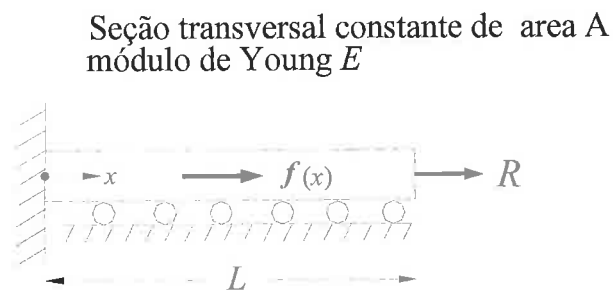 Seção transversal constante de area A
módulo de Young E
x
f(x)
R
L